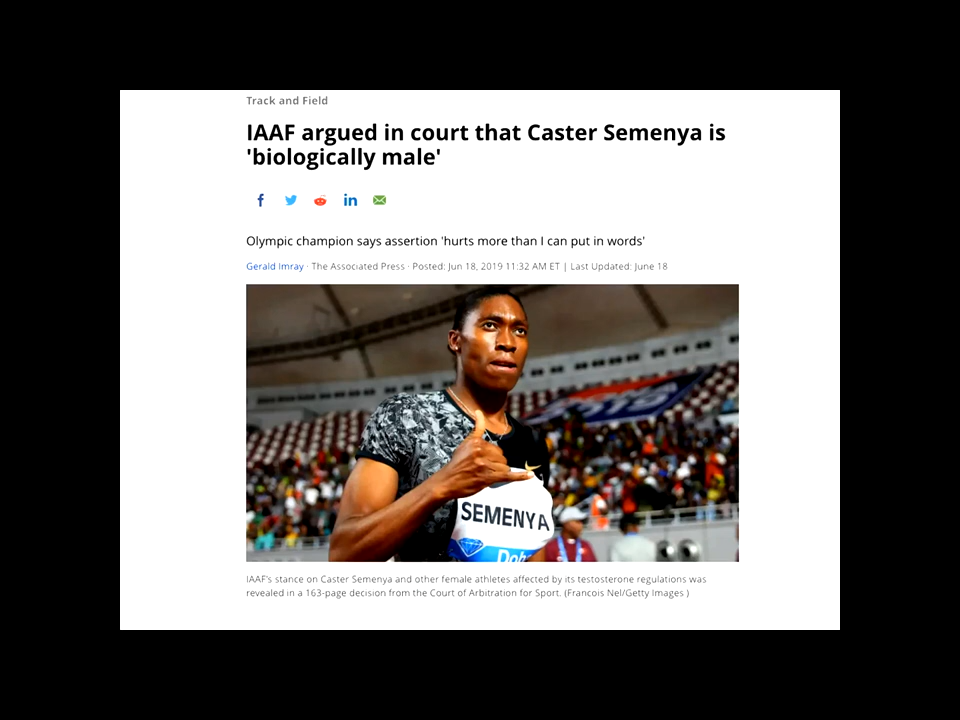 Track and Field
IAAF argued in court that Caster Semenya is
'biologically male'
Olympic champion says assertion 'hurts more than I can put in words'
Gerald Imray · The Associated Press · Posted: Jun 18, 2019 11:32 AM ET | Last Updated: June 18
SEMENYA
Doh
IAAF's stance on Caster Semenya and other female athletes affected by its testosterone regulations was
revealed in a 163-page decision from the Court of Arbitration for Sport. (Francois Nel/Getty Images )